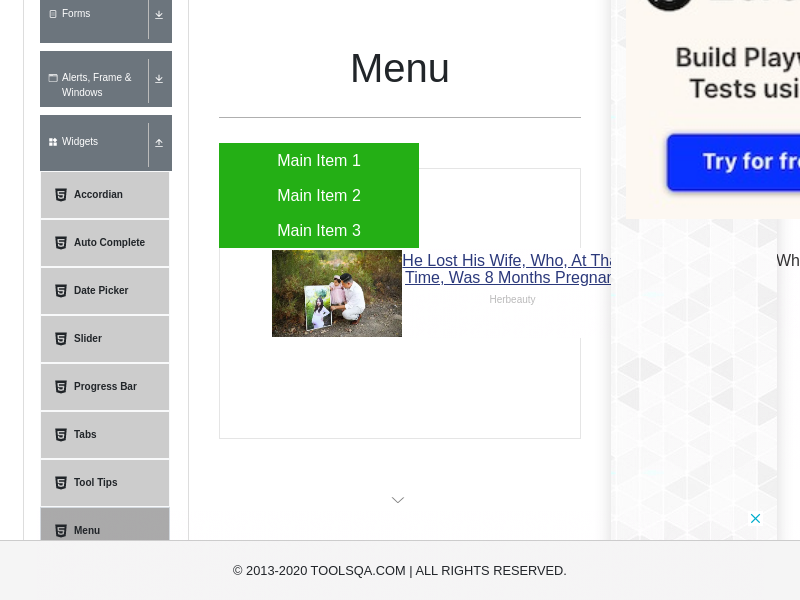 Forms
Alerts, Frame &
Windows
Widgets
Accordian
Auto Complete
Date Picker
Slider
Progress Bar
Tabs
Tool Tips
Menu
Menu
Main Item 1
Main Item 2
Main Item 3
He Lost His Wife, Who, At Tha
Time, Was 8 Months Pregnan
Herbeauty
Build Playw
Tests usi
Try for fre
Wh
© 2013-2020 TOOLSQA.COM | ALL RIGHTS RESERVED.